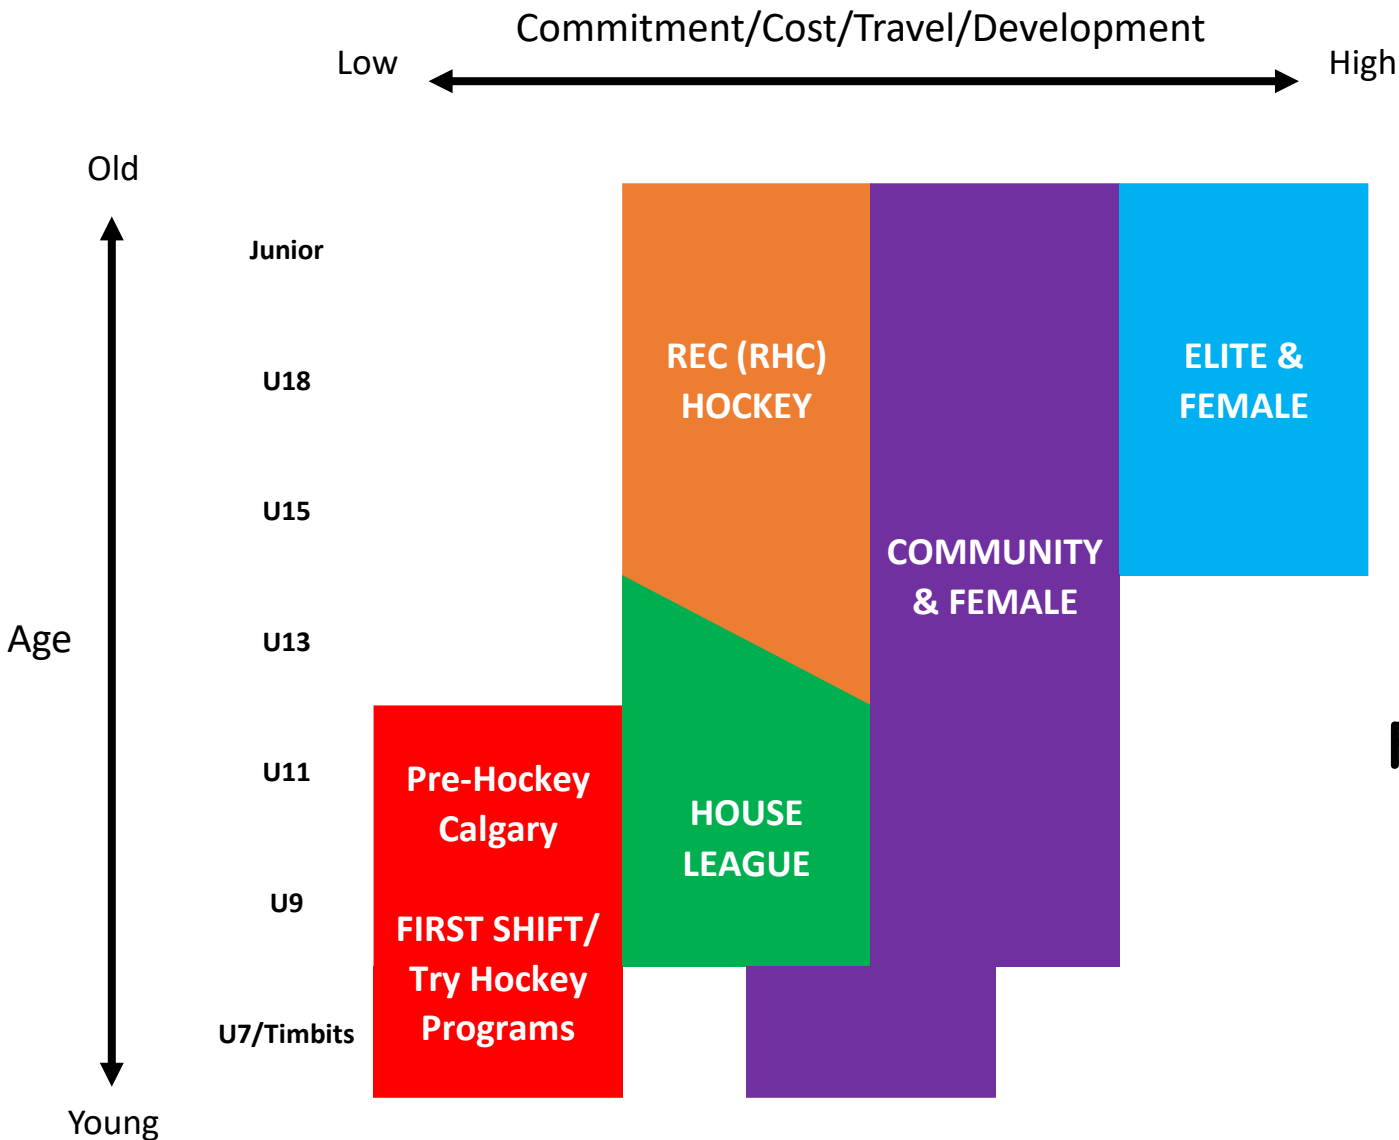 Commitment/Cost/Travel/Development
Low
High
Old
Junior
U18
U15
Age
U13
U11
U9
U7/Timbits
Young
REC (RHC)
HOCKEY
ELITE &
FEMALE
COMMUNITY
& FEMALE
Pre-Hockey
Calgary
FIRST SHIFT/
Try Hockey
Programs
HOUSE
LEAGUE